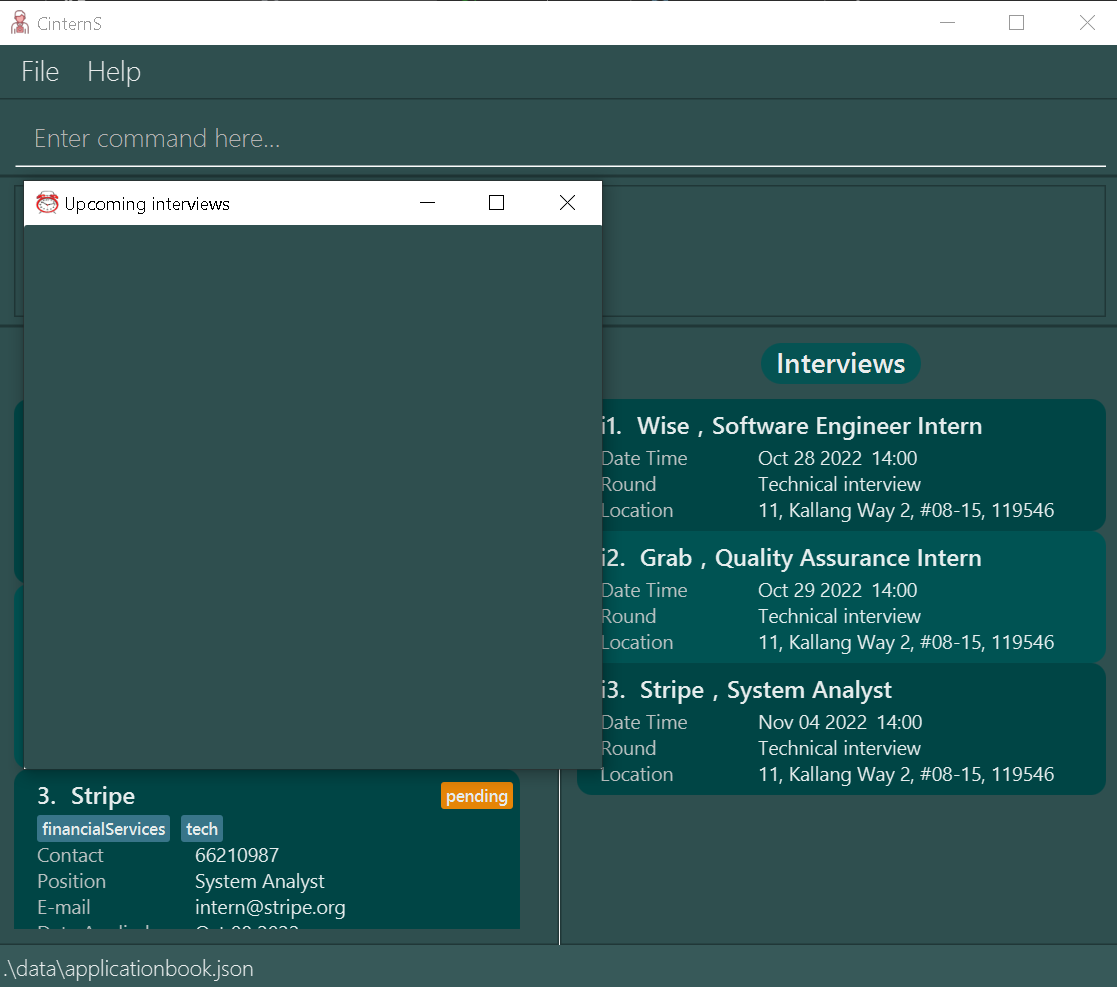 CinternS
File Help
Enter command here...
Upcoming interviews
Interviews
i1. Wise , Software Engineer Intern
Date Time Oct 28 2022 14:00
Round Technical interview
Location 11, Kallang Way 2, #08-15, 119546
i2. Grab , Quality Assurance Intern
Date Time Oct 29 2022 14:00
Round Technical interview
Location 11, Kallang Way 2, #08-15, 119546
i3. Stripe , System Analyst
Date Time Nov 04 2022 14:00
Round Technical interview
Location 11, Kallang Way 2, #08-15, 119546
3. Stripe pending
financialServices tech
Contact 66210987
Position System Analyst
E-mail intern@stripe.org
.\data\applicationbook.json